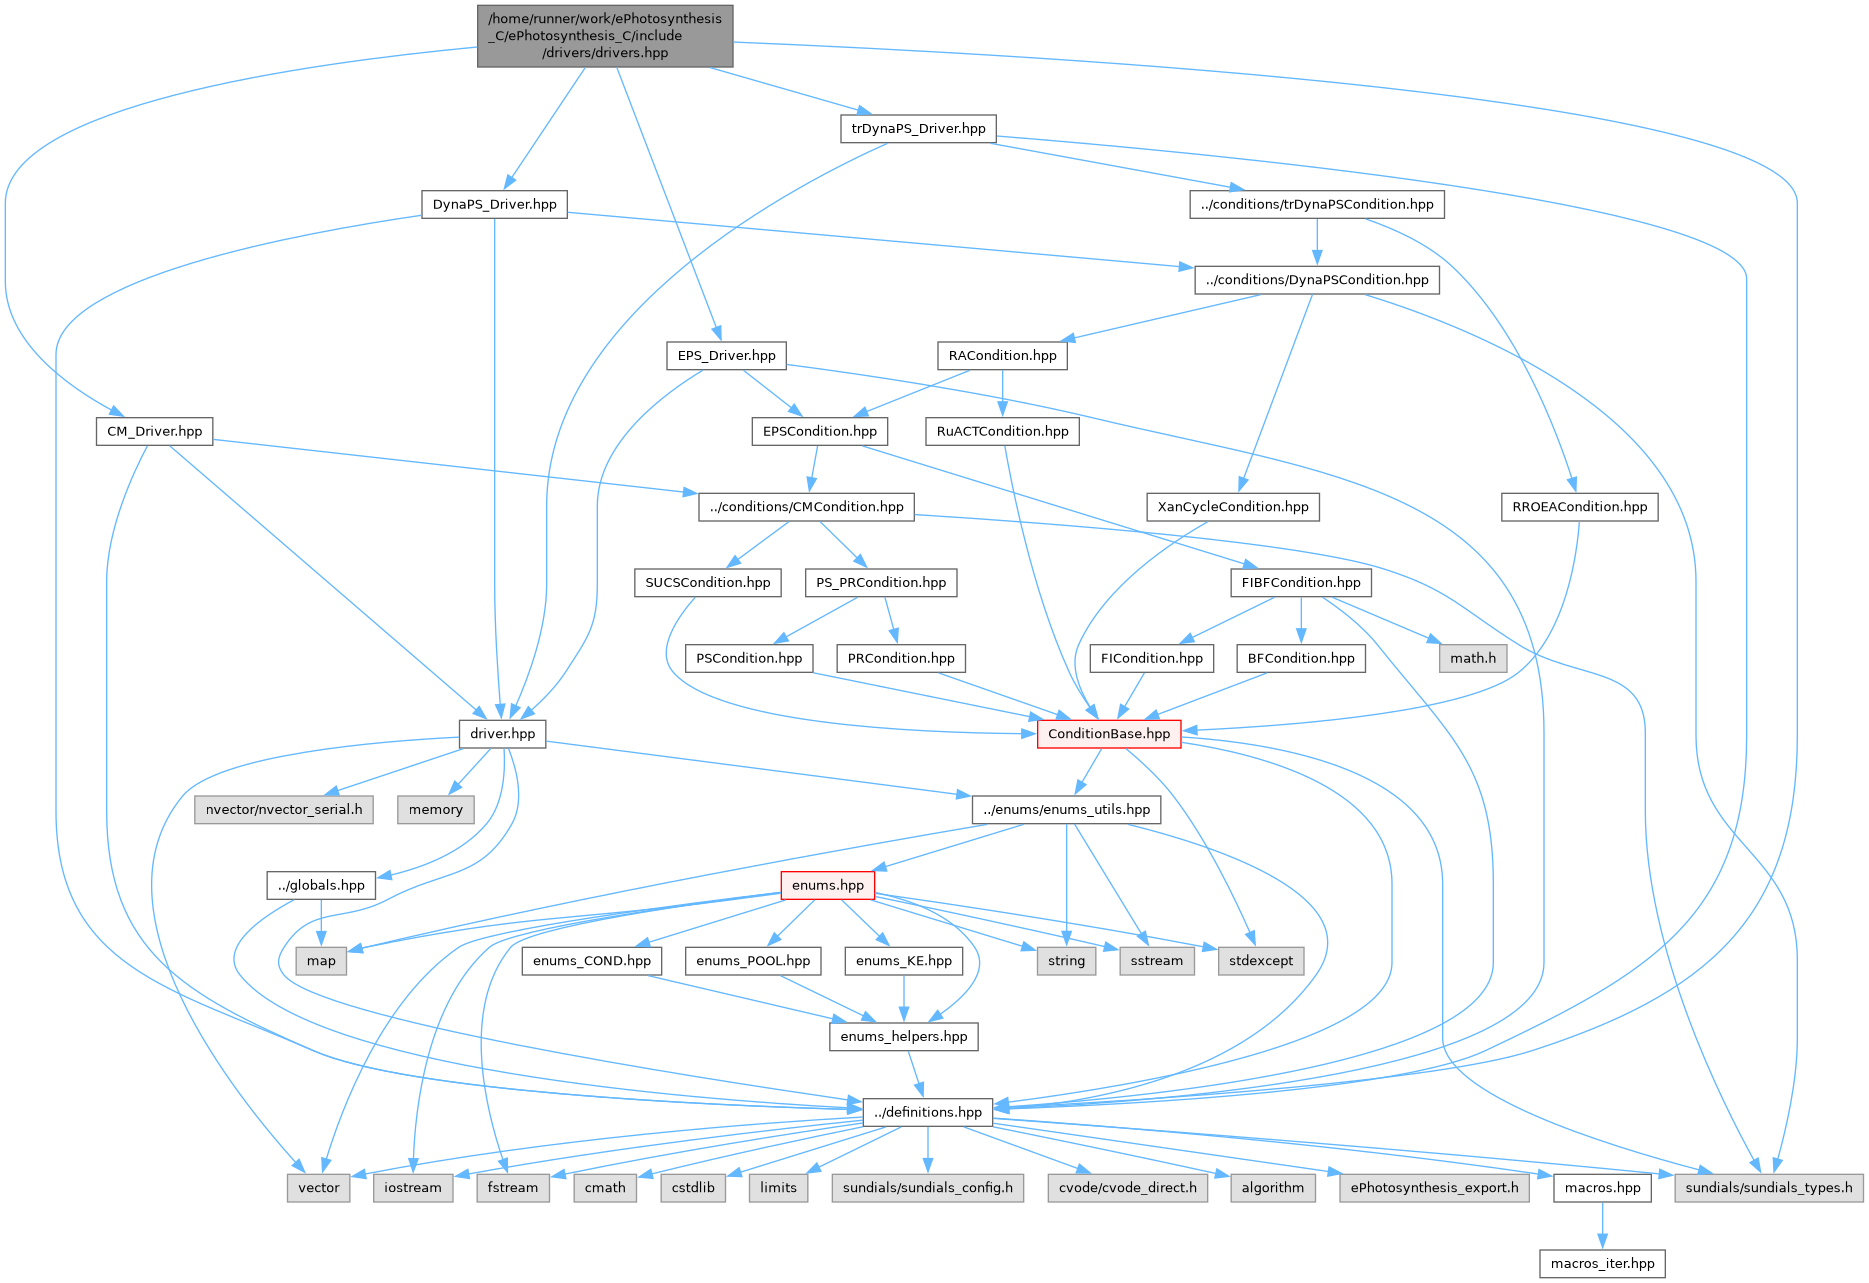 /home/runner/work/ePhotosynthesis
_C/ePhotosynthesis_C/include
/drivers/drivers.hpp
trDynaPS_Driver.hpp
DynaPS_Driver.hpp
../conditions/trDynaPSCondition.hpp
../conditions/DynaPSCondition.hpp
EPS_Driver.hpp
RACondition.hpp
CM_Driver.hpp
EPSCondition.hpp
RuACTCondition.hpp
../conditions/CMCondition.hpp
XanCycleCondition.hpp
RROEACondition.hpp
SUCSCondition.hpp
PS_PRCondition.hpp
FIBFCondition.hpp
PSCondition.hpp
PRCondition.hpp
FICondition.hpp
BFCondition.hpp
math.h
driver.hpp
ConditionBase.hpp
nvector/nvector_serial.h
memory
../enums/enums_utils.hpp
../globals.hpp
enums.hpp
map
enums_COND.hpp
enums_POOL.hpp
enums_KE.hpp
string
sstream
stdexcept
enums_helpers.hpp
../definitions.hpp
vector
iostream
fstream
cmath
cstdlib
limits
sundials/sundials_config.h
cvode/cvode_direct.h
algorithm
ePhotosynthesis_export.h
macros.hpp
sundials/sundials_types.h
macros_iter.hpp